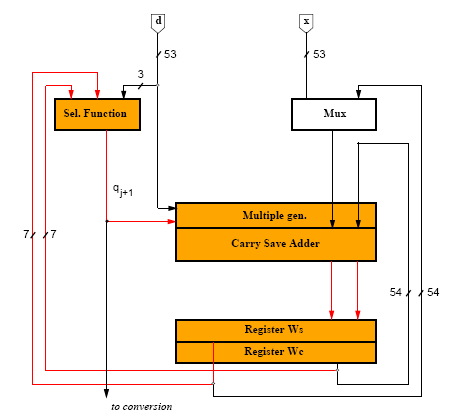 d
x
53
53
3
Sel. Function
Mux
q j+1
Multiple gen.
Carry Save Adder
7
7
54
54
Register Ws
Register Wc
to conversion